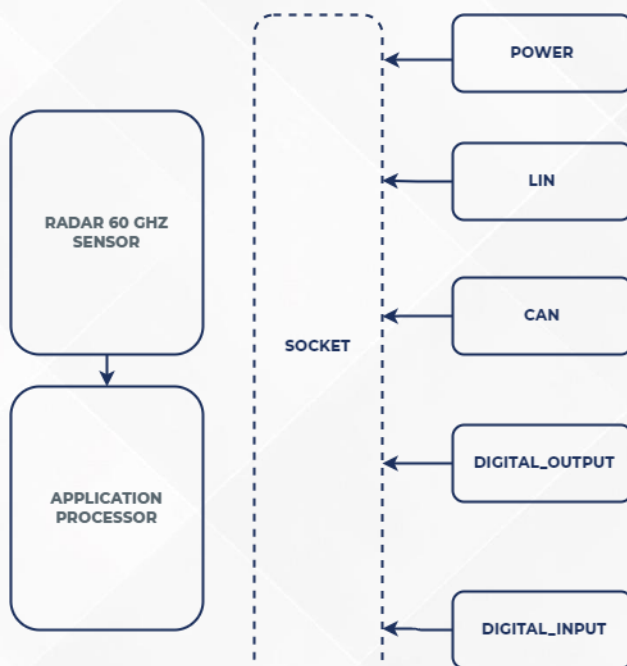 POWER
LIN
RADAR 60 GHZ
SENSOR
CAN
SOCKET
DIGITAL_OUTPUT
APPLICATION
PROCESSOR
DIGITAL_INPUT